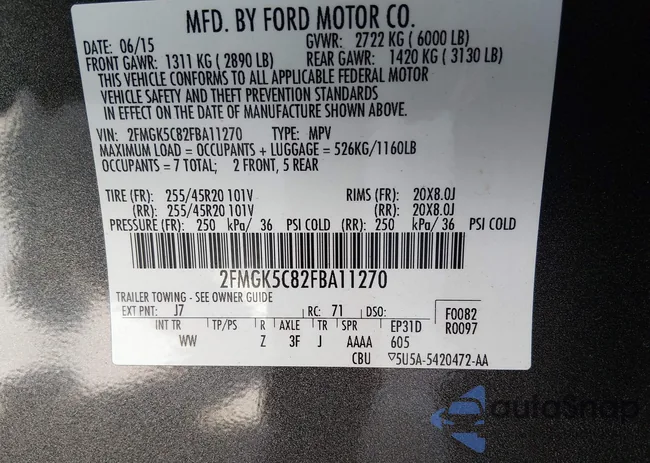 MFD. BY FORD MOTOR CO.
DATE: 06/15 GVWR: 2722 KG ( 6000 LB)
FRONT GAWR: 1311 KG ( 2890 LB) REAR GAWR: 1420 KG ( 3130 LB)
THIS VEHICLE CONFORMS TO ALL APPLICABLE FEDERAL MOTOR
VEHICLE SAFETY AND THEFT PREVENTION STANDARDS
IN EFFECT ON THE DATE OF MANUFACTURE SHOWN ABOVE.
VIN: 2FMGK5C82FBA11270 TYPE: MPV
MAXIMUM LOAD = OCCUPANTS + LUGGAGE = 526KG/1160LB
OCCUPANTS = 7 TOTAL; 2 FRONT, 5 REAR
TIRE (FR): 255/45R20 101V RIMS (FR): 20X8.0J
(RR): 255/45R20 101V (RR): 20X8.0J
PRESSURE (FR): 250 kPa/ 36 PSI COLD (RR): 250 kPa/ 36 PSI COLD
2FMGK5C82FBA11270
TRAILER TOWING - SEE OWNER GUIDE
EXT PNT: J7 RC: 71 DSO: F0082
INT TR TP/PS R AXLE TR SPR EP31D R0097
WW Z 3F J AAAA 605
CBU ▽5U5A-5420472-AA
autoSnap